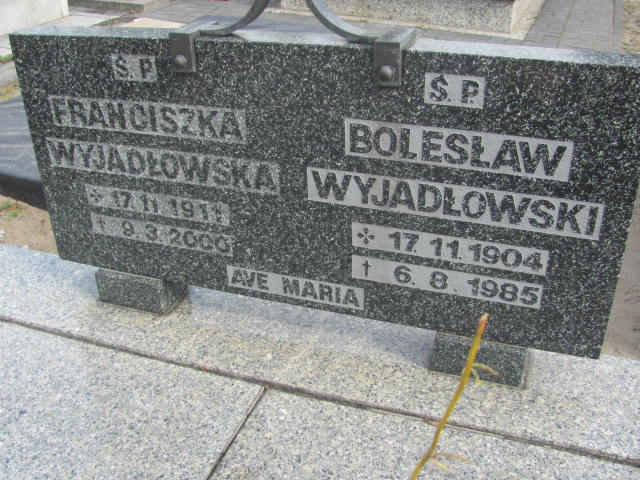 Ś. P.
FRANCISZKA
WYJADŁOWSKA
✣ 17.11.1911
† 9.3.2000
Ś. P.
BOLESŁAW
WYJADŁOWSKI
✣ 17.11.1904
† 6.8.1985
AVE MARIA